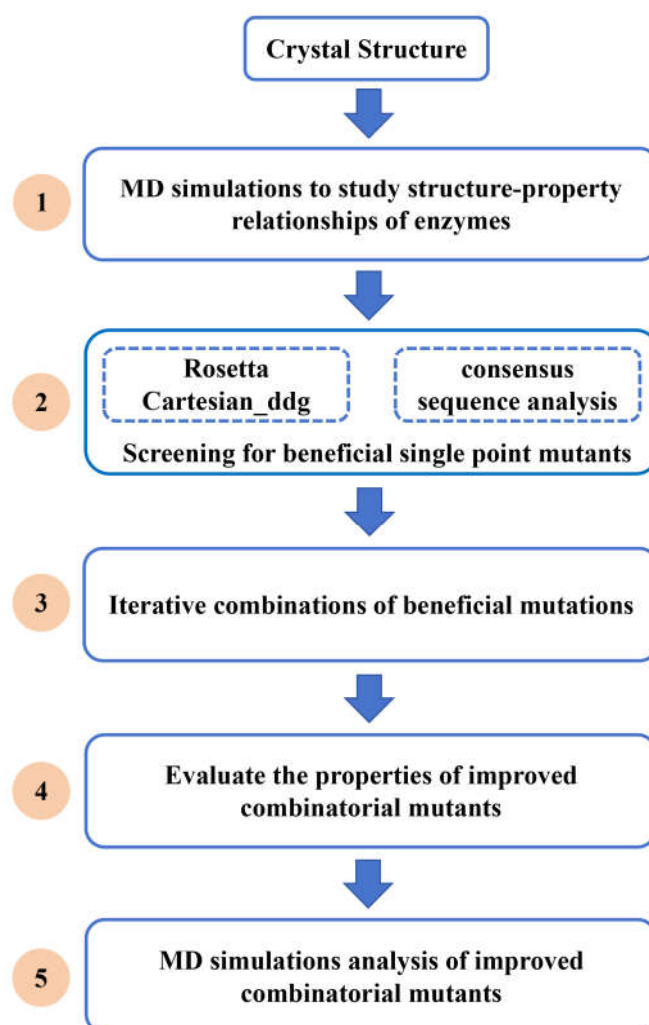 Crystal Structure
1
MD simulations to study structure-property
relationships of enzymes
2
Rosetta
Cartesian_ddg
consensus
sequence analysis
Screening for beneficial single point mutants
3
Iterative combinations of beneficial mutations
4
Evaluate the properties of improved
combinatorial mutants
5
MD simulations analysis of improved
combinatorial mutants